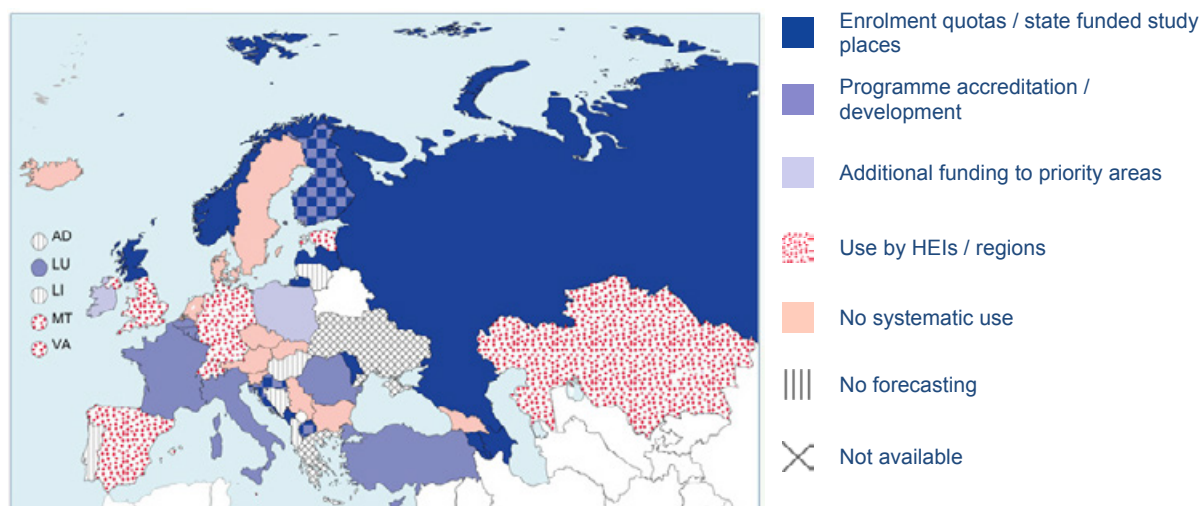 AD
LU
LI
MT
VA
Enrolment quotas / state funded study
places
Programme accreditation /
development
Additional funding to priority areas
Use by HEIs / regions
No systematic use
No forecasting
Not available